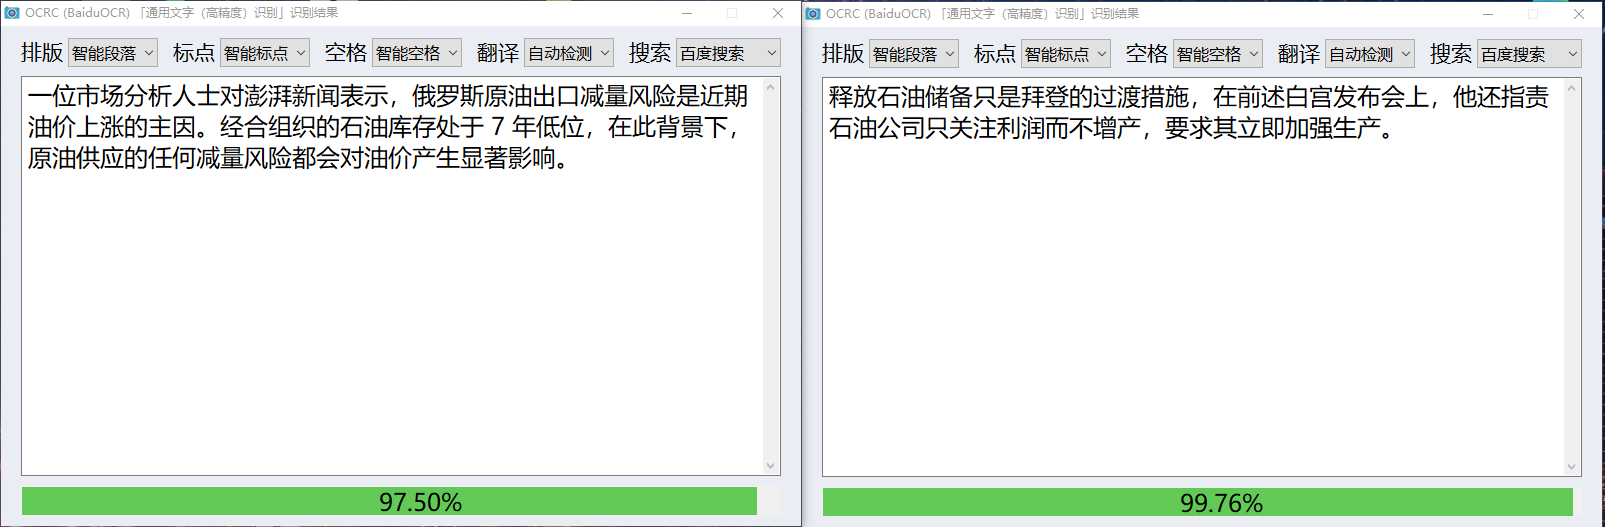 OCRC (BaiduOCR) 「通用文字（高精度）识别」识别结果
排版 智能段落 标点 智能标点 空格 智能空格 翻译 自动检测 搜索 百度搜索
一位市场分析人士对澎湃新闻表示，俄罗斯原油出口减量风险是近期
油价上涨的主因。经合组织的石油库存处于 7 年低位，在此背景下，
原油供应的任何减量风险都会对油价产生显著影响。
97.50%
OCRC (BaiduOCR) 「通用文字（高精度）识别」识别结果
排版 智能段落 标点 智能标点 空格 智能空格 翻译 自动检测 搜索 百度搜索
释放石油储备只是拜登的过渡措施，在前述白宫发布会上，他还指责
石油公司只关注利润而不增产，要求其立即加强生产。
99.76%